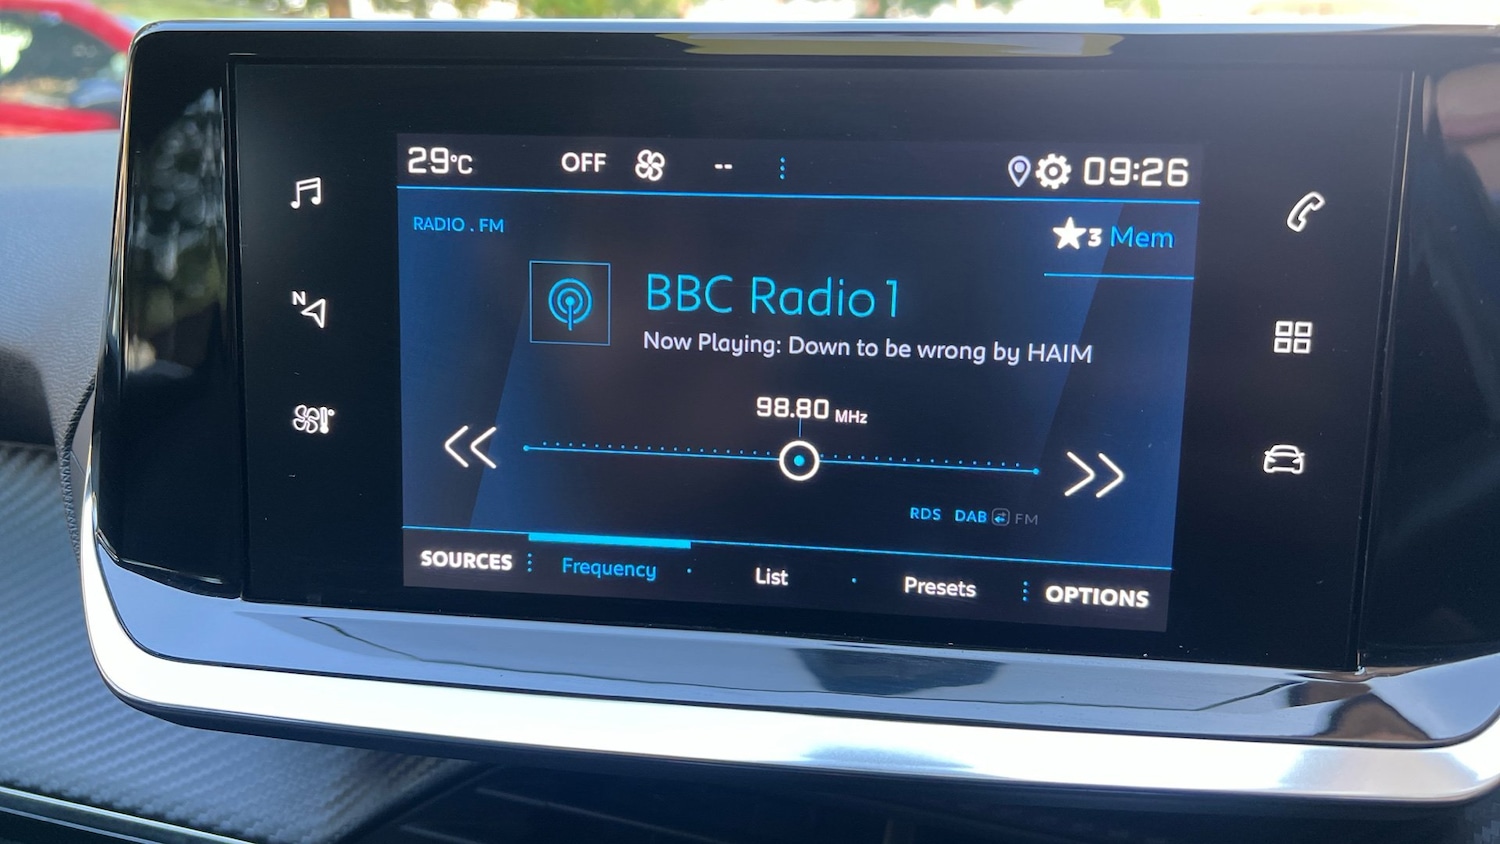 29°C OFF -- 09:26
RADIO . FM
3 Mem
BBC Radio 1
Now Playing: Down to be wrong by HAIM
98.80 MHz
RDS DAB FM
SOURCES Frequency List Presets OPTIONS
N